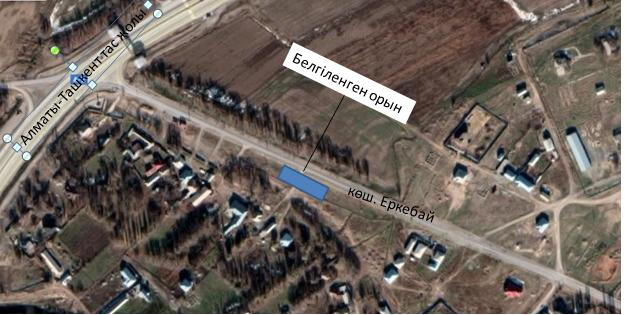 Алматы-Ташкент-тас жолы
Белгіленген орын
көш. Еркебай